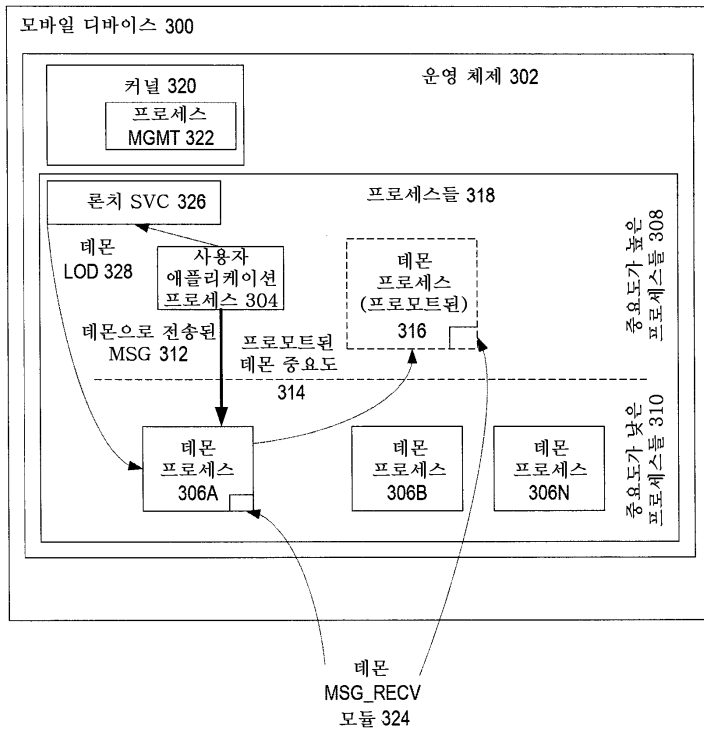 모바일 디바이스 300
운영 체제 302
커널 320
프로세스
MGMT 322
론치 SVC 326
프로세스들 318
데몬
LOD 328
사용자
애플리케이션
프로세스 304
데몬
프로세스
(프로모트된)
316
중요도가 높은
프로세스들 308
데몬으로 전송된
MSG 312
프로모트된
데몬 중요도
314
데몬
프로세스
306A
데몬
프로세스
306B
데몬
프로세스
306N
중요도가 낮은
프로세스들 310
데몬
MSG_RECV
모듈 324